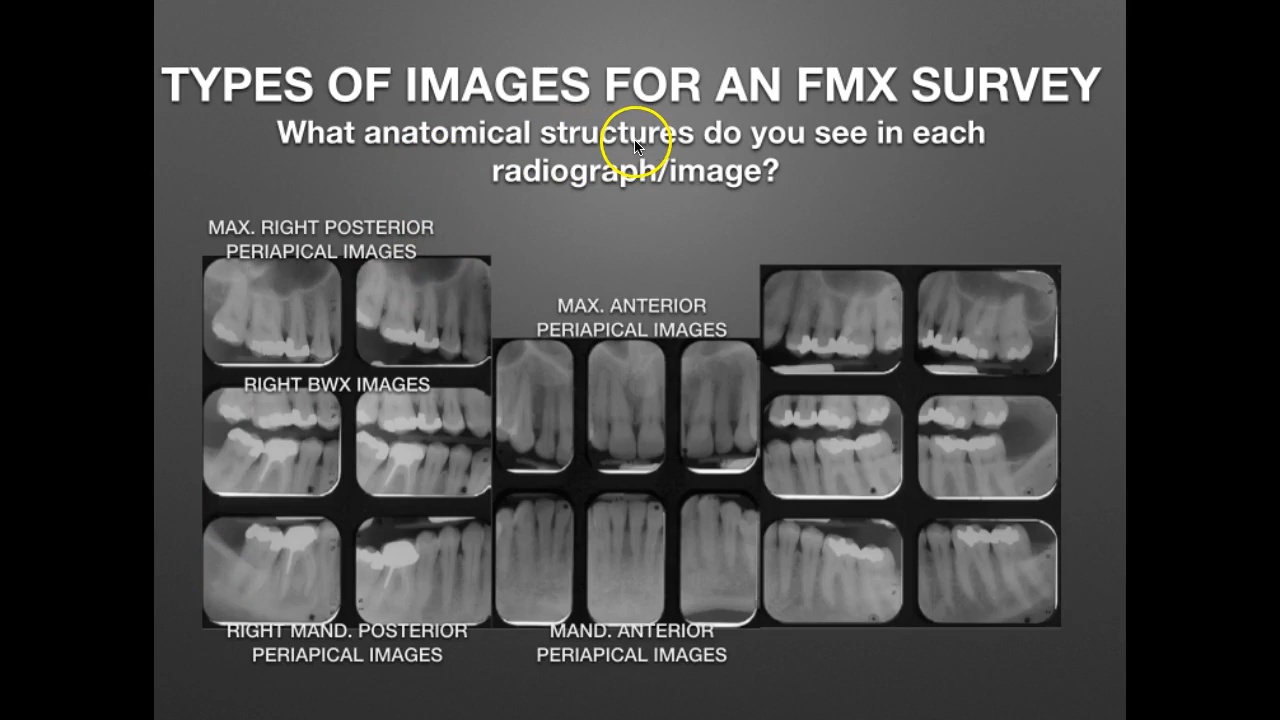 TYPES OF IMAGES FOR AN FMX SURVEY
What anatomical structures do you see in each
radiograph/image?
MAX. RIGHT POSTERIOR
PERIAPICAL IMAGES
MAX. ANTERIOR
PERIAPICAL IMAGES
RIGHT BWX IMAGES
RIGHT MAND. POSTERIOR
PERIAPICAL IMAGES
MAND. ANTERIOR
PERIAPICAL IMAGES